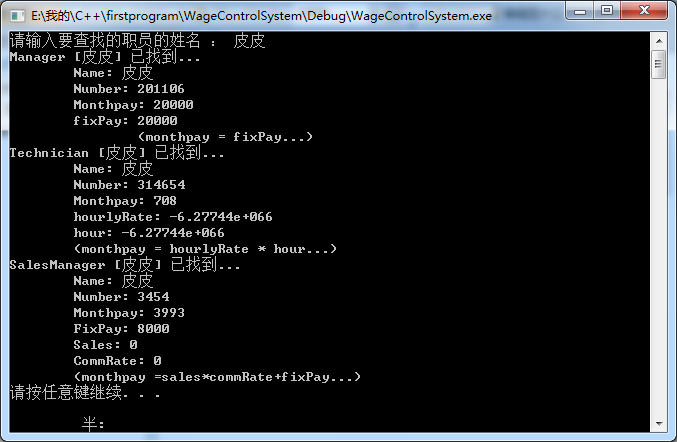 E:\我的\C++\firstprogram\WageControlSystem\Debug\WageControlSystem.exe
请输入要查找的职员的姓名 : 皮皮
Manager [皮皮] 已找到...
Name: 皮皮
Number: 201106
Monthpay: 20000
fixPay: 20000
(monthpay = fixPay...)
Technician [皮皮] 已找到...
Name: 皮皮
Number: 314654
Monthpay: 708
hourlyRate: -6.27744e+066
hour: -6.27744e+066
(monthpay = hourlyRate * hour...)
SalesManager [皮皮] 已找到...
Name: 皮皮
Number: 3454
Monthpay: 3993
FixPay: 8000
Sales: 0
CommRate: 0
(monthpay =sales*commRate+fixPay...)
请按任意键继续. . .
半: